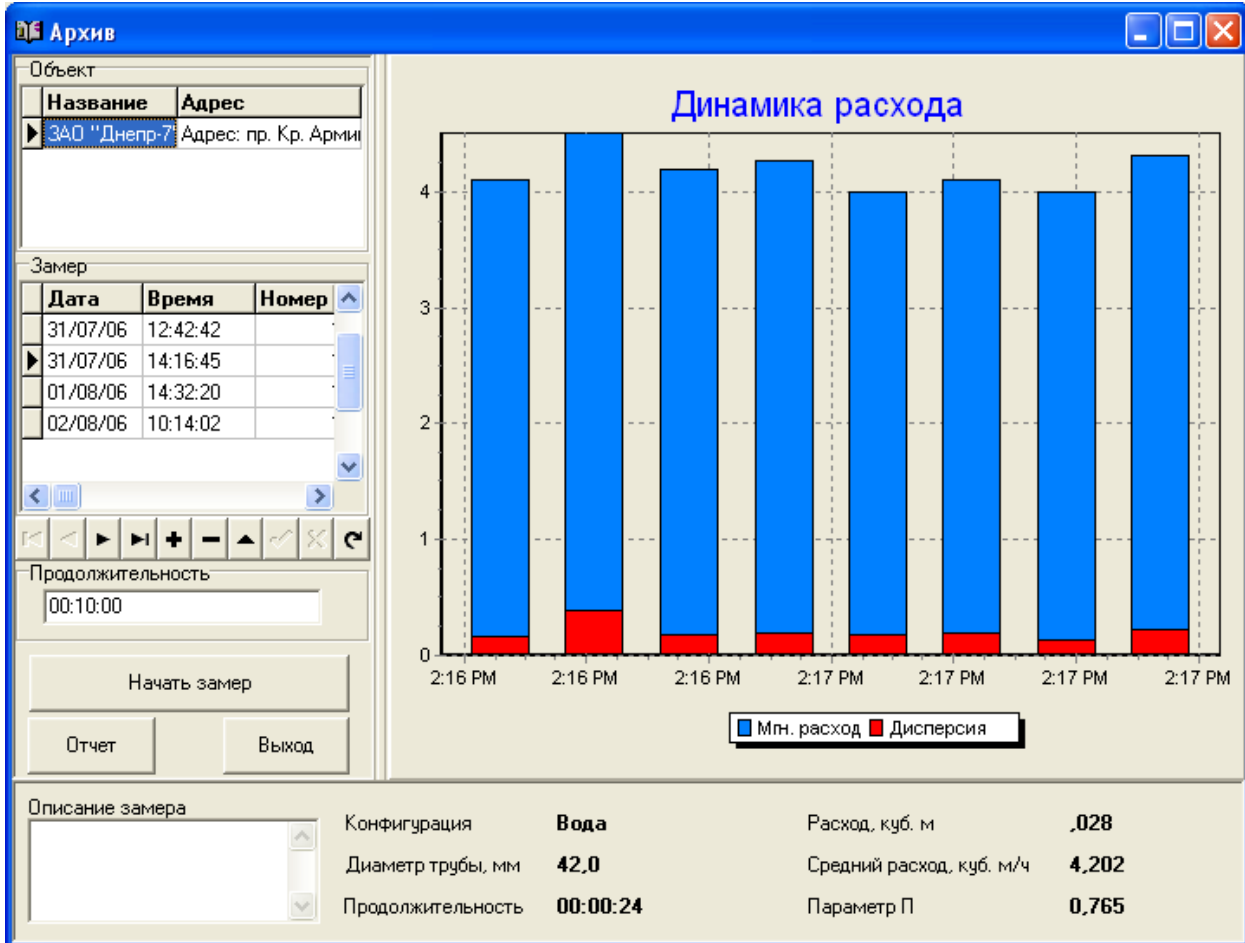 Архив
Объект
Название Адрес
ЗАО "Днепр-7" Адрес: пр. Кр. Армии
Замер
Дата Время Номер
31/07/06 12:42:42
31/07/06 14:16:45
01/08/06 14:32:20
02/08/06 10:14:02
Продолжительность
00:10:00
Начать замер
Отчет Выход
Динамика расхода
4
3
2
1
0
2:16 PM 2:16 PM 2:16 PM 2:17 PM 2:17 PM 2:17 PM 2:17 PM
Мгн. расход Дисперсия
Описание замера
Конфигурация Вода Расход, куб. м ,028
Диаметр трубы, мм 42,0 Средний расход, куб. м/ч 4,202
Продолжительность 00:00:24 Параметр П 0,765